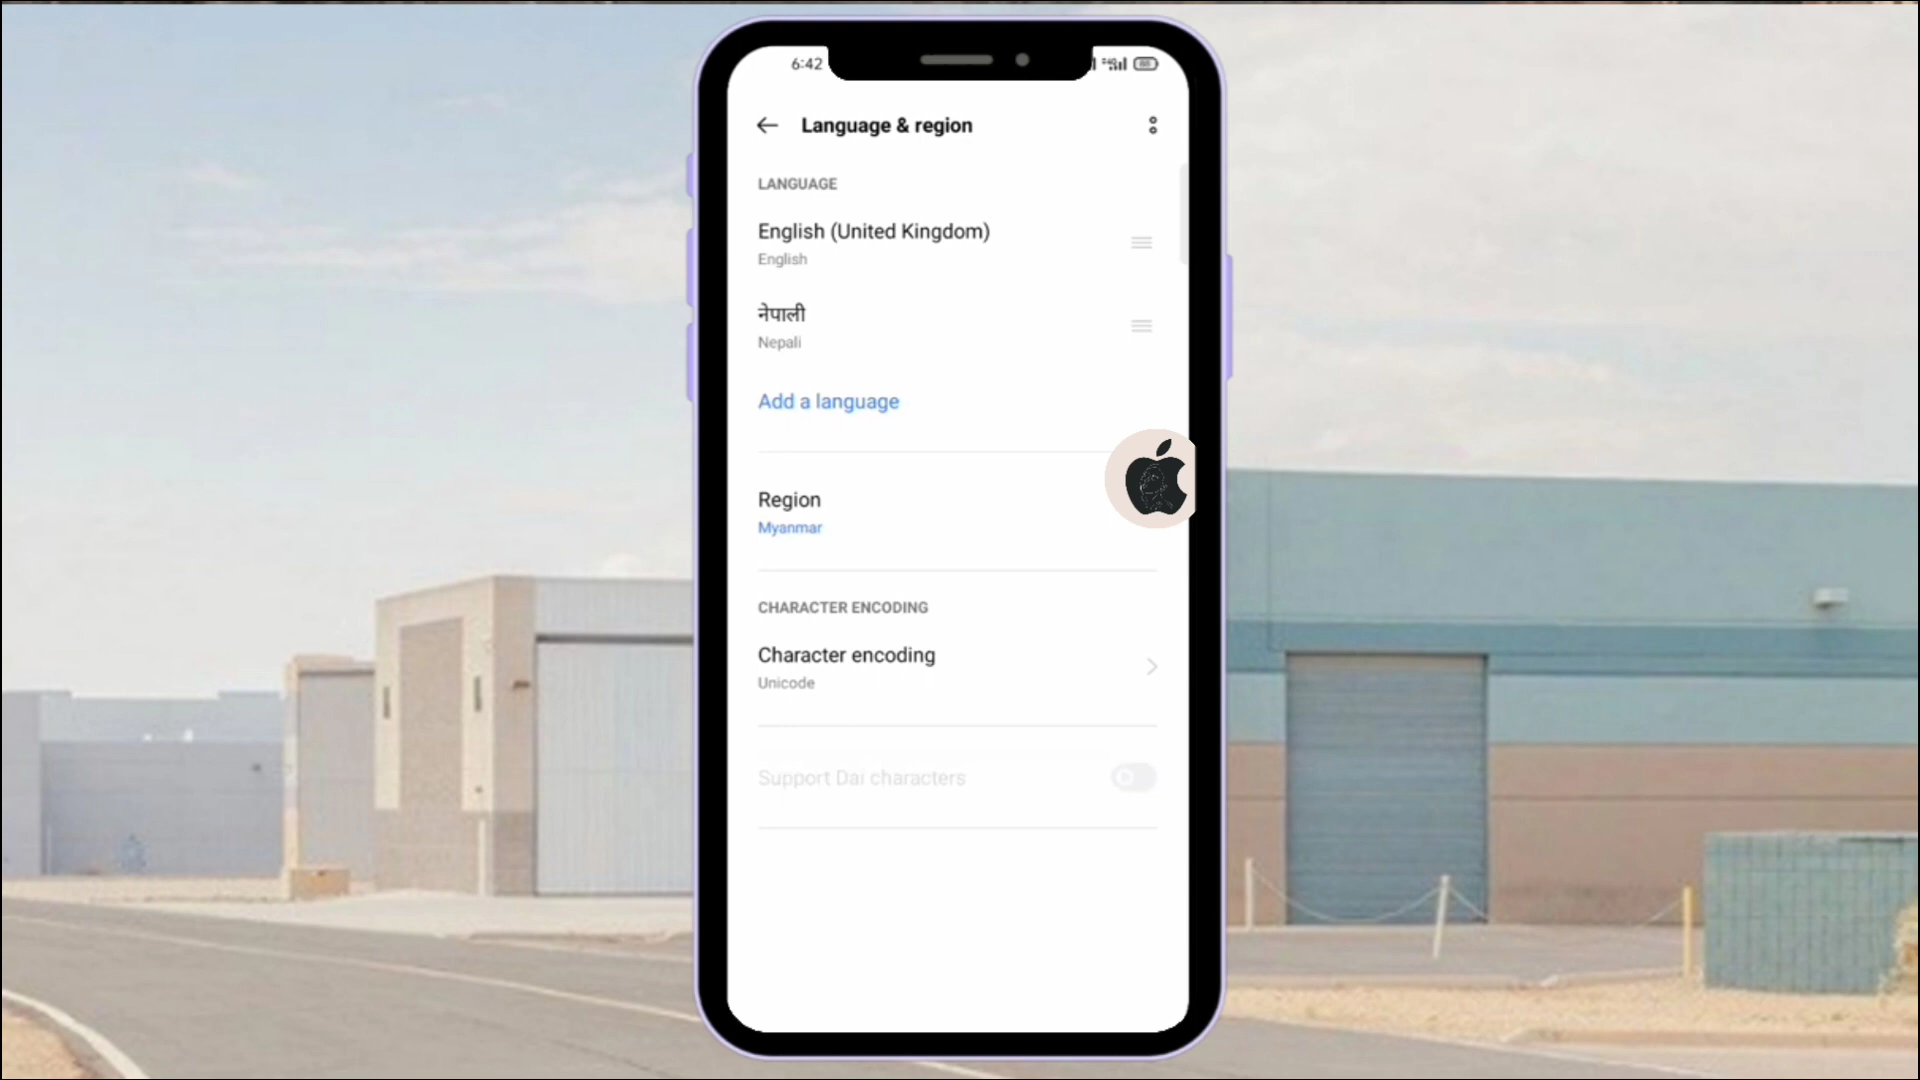 6:42
Language & region
LANGUAGE
English (United Kingdom)
English
नेपाली
Nepali
Add a language
Region
Myanmar
CHARACTER ENCODING
Character encoding
Unicode
Support Dai characters